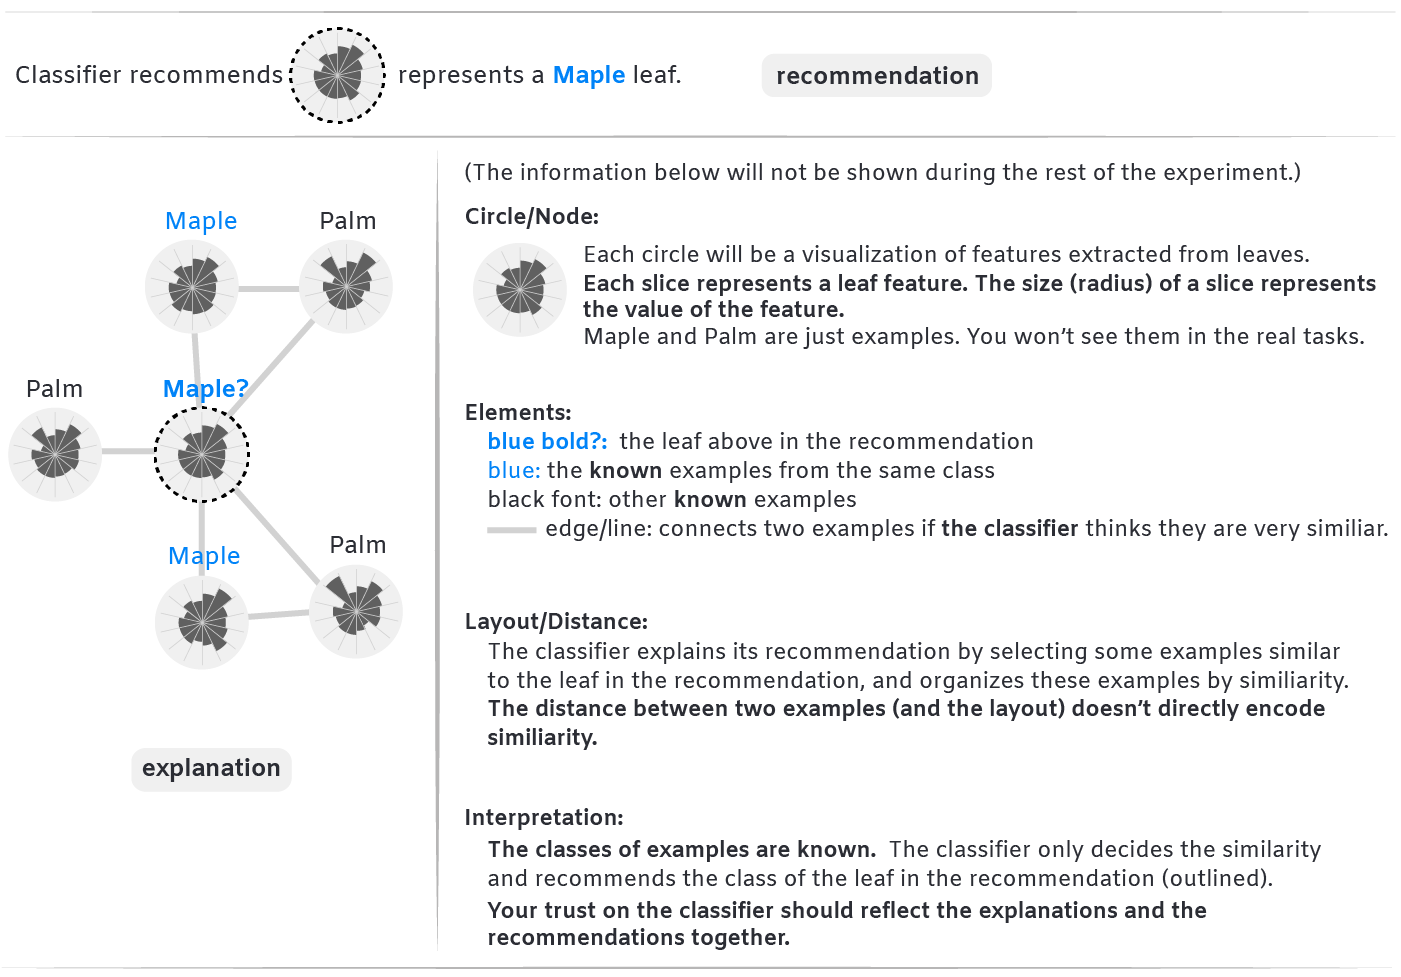 Classifier recommends represents a Maple leaf.
recommendation
Maple
Palm
Palm
Maple?
Maple
Palm
explanation
(The information below will not be shown during the rest of the experiment.)
Circle/Node:
Each circle will be a visualization of features extracted from leaves.
Each slice represents a leaf feature. The size (radius) of a slice represents
the value of the feature.
Maple and Palm are just examples. You won't see them in the real tasks.
Elements:
blue bold?: the leaf above in the recommendation
blue: the known examples from the same class
black font: other known examples
edge/line: connects two examples if the classifier thinks they are very similiar.
Layout/Distance:
The classifier explains its recommendation by selecting some examples similar
to the leaf in the recommendation, and organizes these examples by similiarity.
The distance between two examples (and the layout) doesn't directly encode
similiarity.
Interpretation:
The classes of examples are known. The classifier only decides the similarity
and recommends the class of the leaf in the recommendation (outlined).
Your trust on the classifier should reflect the explanations and the
recommendations together.